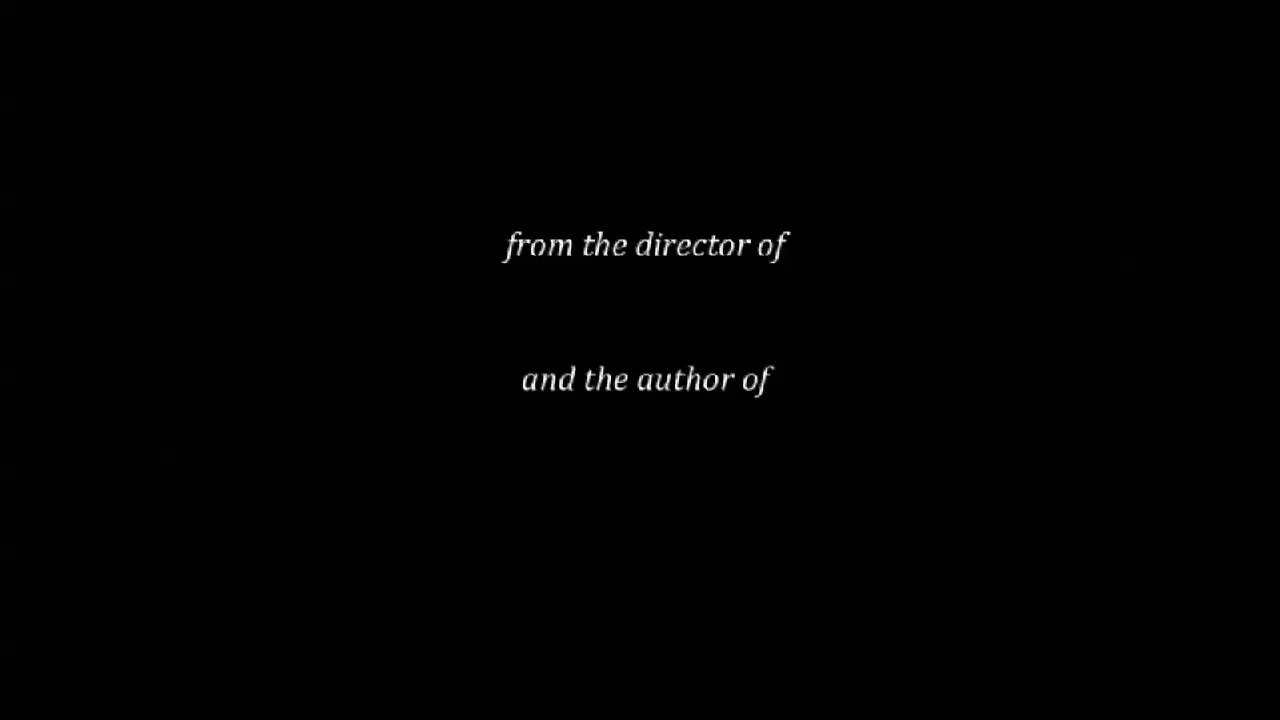 from the director of
and the author of